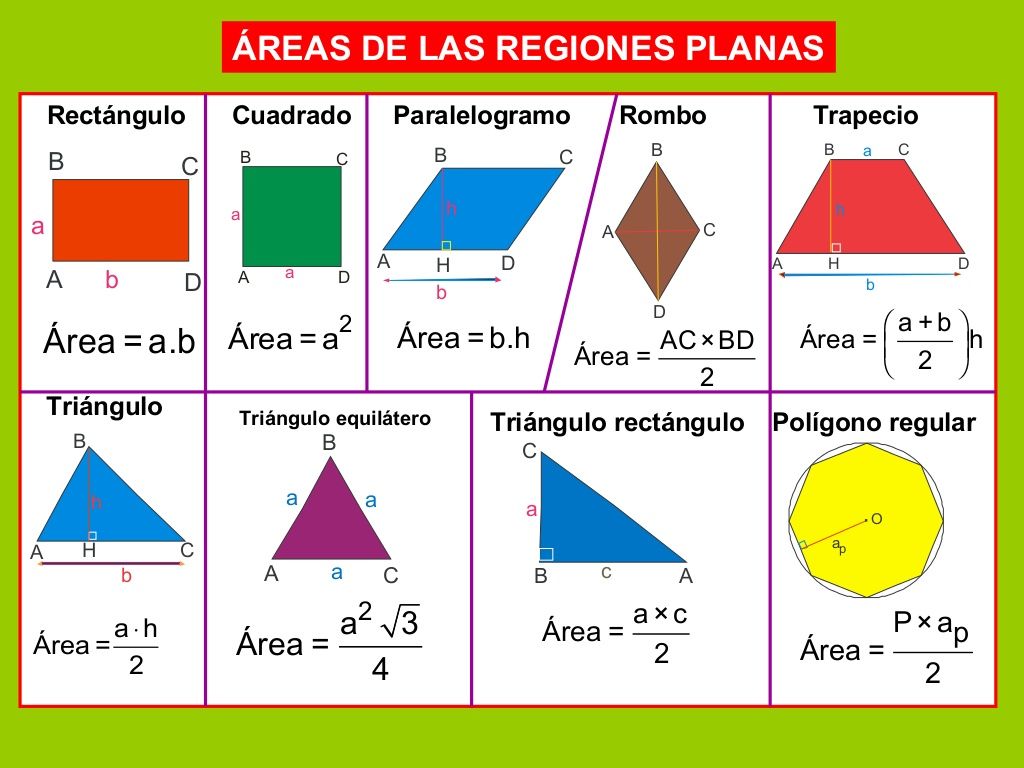 ÁREAS DE LAS REGIONES PLANAS
Rectángulo
B
C
a
A
b
D
Área = a.b
Cuadrado
B
C
a
A
a
D
Área = a²
Paralelogramo
B
C
h
A
H
D
b
Área = b.h
Rombo
B
A
C
D
Área = AC × BD / 2
Trapecio
B
a
C
h
A
H
D
b
Área = (a + b / 2) h
Triángulo
B
h
A
H
C
b
Área = a · h / 2
Triángulo equilátero
B
a
a
A
a
C
Área = a² √3 / 4
Triángulo rectángulo
C
a
B
c
A
Área = a × c / 2
Polígono regular
O
ap
Área = P × ap / 2